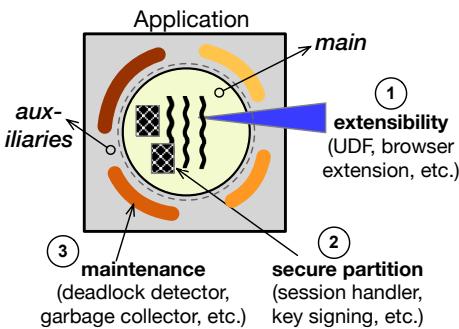 Application
main
aux-
iliaries
1
extensibility
(UDF, browser
extension, etc.)
3
maintenance
(deadlock detector,
garbage collector, etc.)
2
secure partition
(session handler,
key signing, etc.)